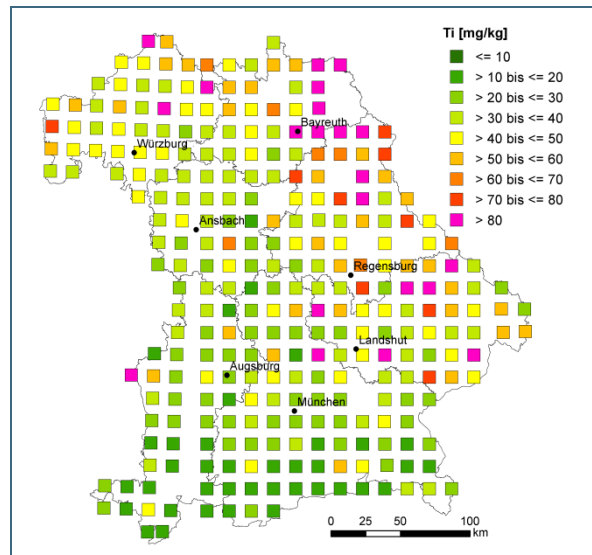 Ti [mg/kg]
<= 10
> 10 bis <= 20
> 20 bis <= 30
> 30 bis <= 40
> 40 bis <= 50
> 50 bis <= 60
> 60 bis <= 70
> 70 bis <= 80
> 80
Bayreuth
Würzburg
Ansbach
Regensburg
Landshut
Augsburg
München
0 25 50 100
km